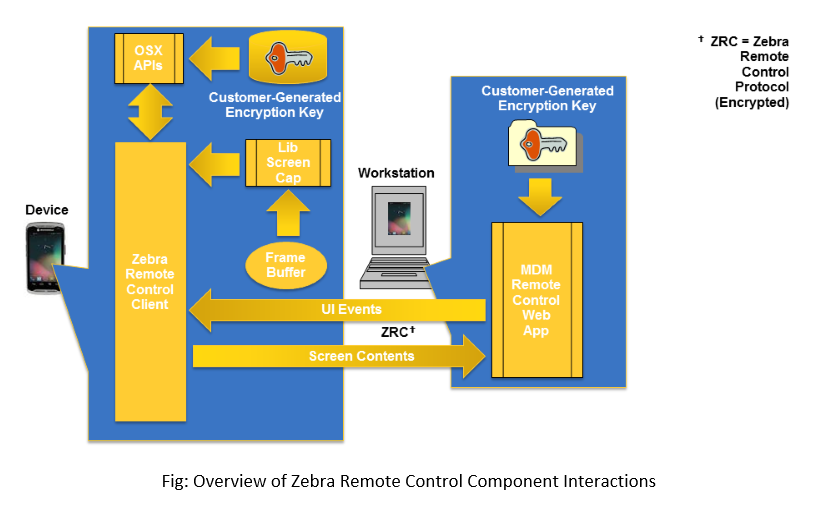 OSX
APIs
Customer-Generated
Encryption Key
Lib
Screen
Cap
Frame
Buffer
Device
Zebra
Remote
Control
Client
Workstation
Customer-Generated
Encryption Key
MDM
Remote
Control
Web
App
UI Events
ZRC†
Screen Contents
† ZRC = Zebra
Remote
Control
Protocol
(Encrypted)
Fig: Overview of Zebra Remote Control Component Interactions